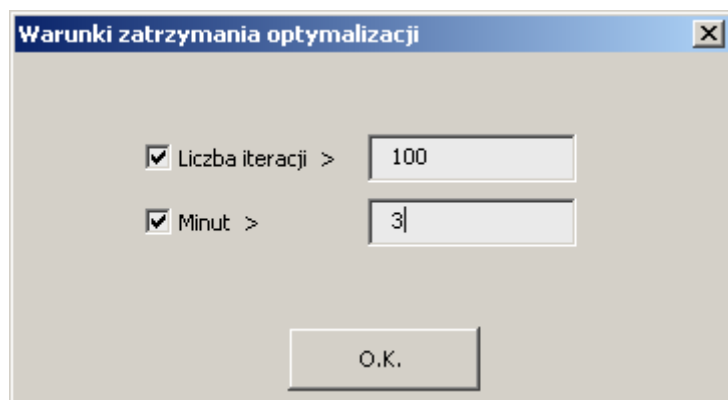 Warunki zatrzymania optymalizacji
Liczba iteracji > 100
Minut > 3
O.K.